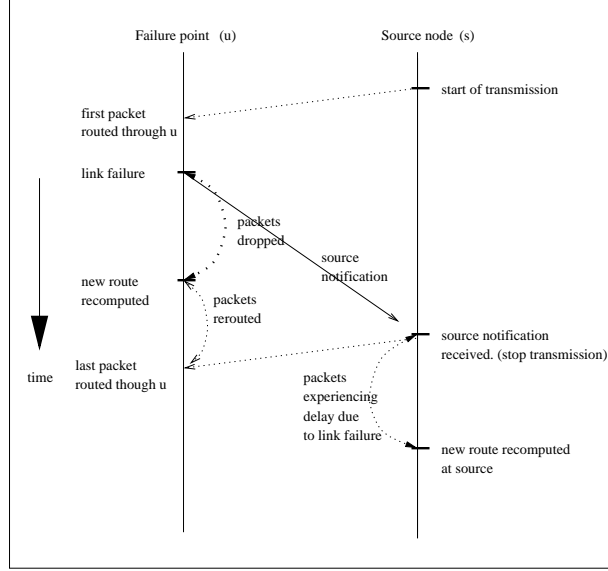 Failure point (u)
Source node (s)
start of transmission
first packet
routed through u
link failure
packets
dropped
source
notification
new route
recomputed
packets
rerouted
source notification
received. (stop transmission)
last packet
routed though u
time
packets
experiencing
delay due
to link failure
new route recomputed
at source